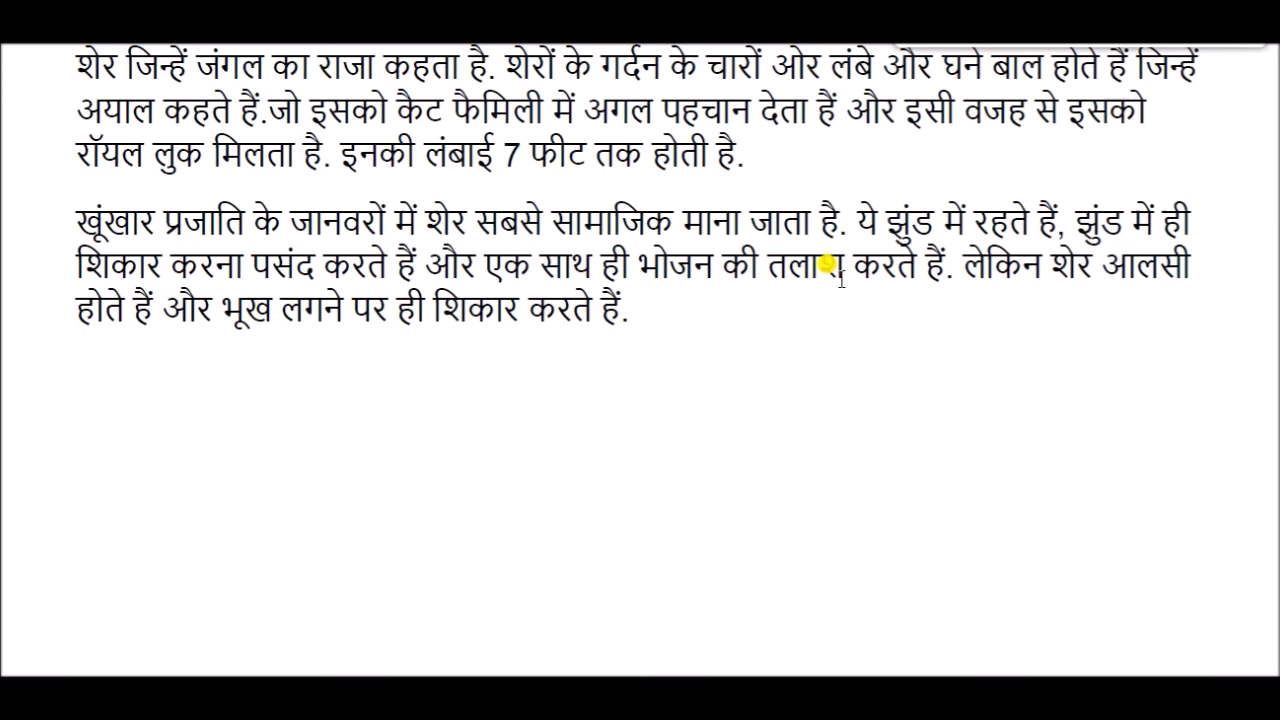 शेर जिन्हें जंगल का राजा कहता है. शेरों के गर्दन के चारों ओर लंबे और घने बाल होते हैं जिन्हें
अयाल कहते हैं.जो इसको कैट फैमिली में अगल पहचान देता हैं और इसी वजह से इसको
रॉयल लुक मिलता है. इनकी लंबाई 7 फीट तक होती है.
खूंखार प्रजाति के जानवरों में शेर सबसे सामाजिक माना जाता है. ये झुंड में रहते हैं, झुंड में ही
शिकार करना पसंद करते हैं और एक साथ ही भोजन की तलाश करते हैं. लेकिन शेर आलसी
होते हैं और भूख लगने पर ही शिकार करते हैं.